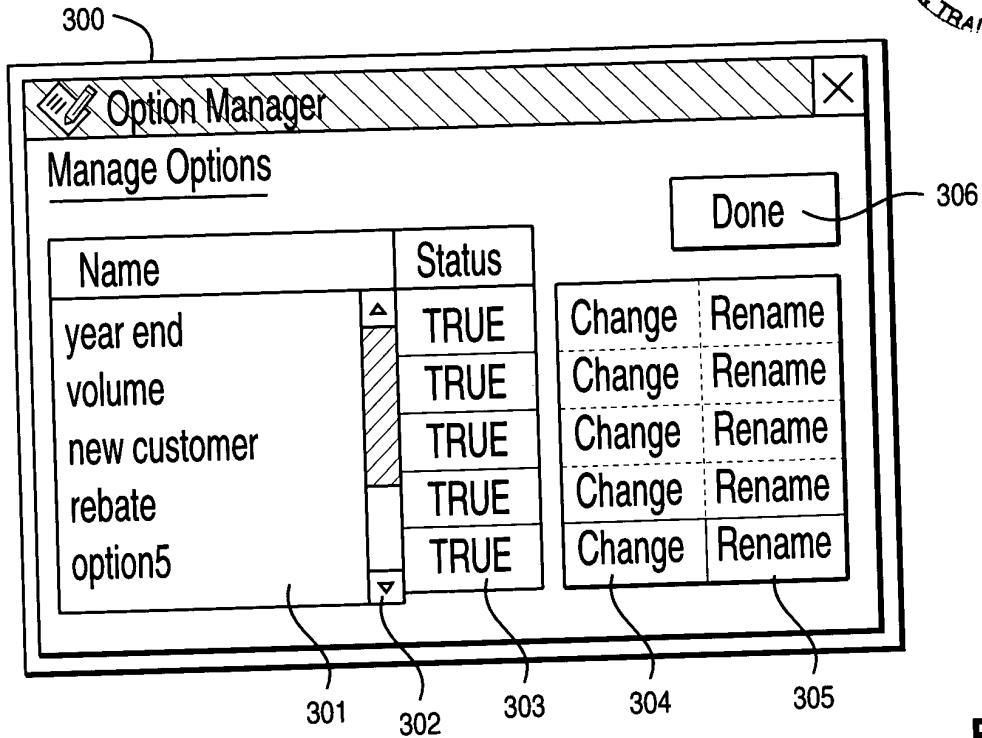 300
TRA
Option Manager
Manage Options
Done
306
Name Status
year end TRUE Change Rename
volume TRUE Change Rename
new customer TRUE Change Rename
rebate TRUE Change Rename
option5 TRUE Change Rename
301 302 303 304 305